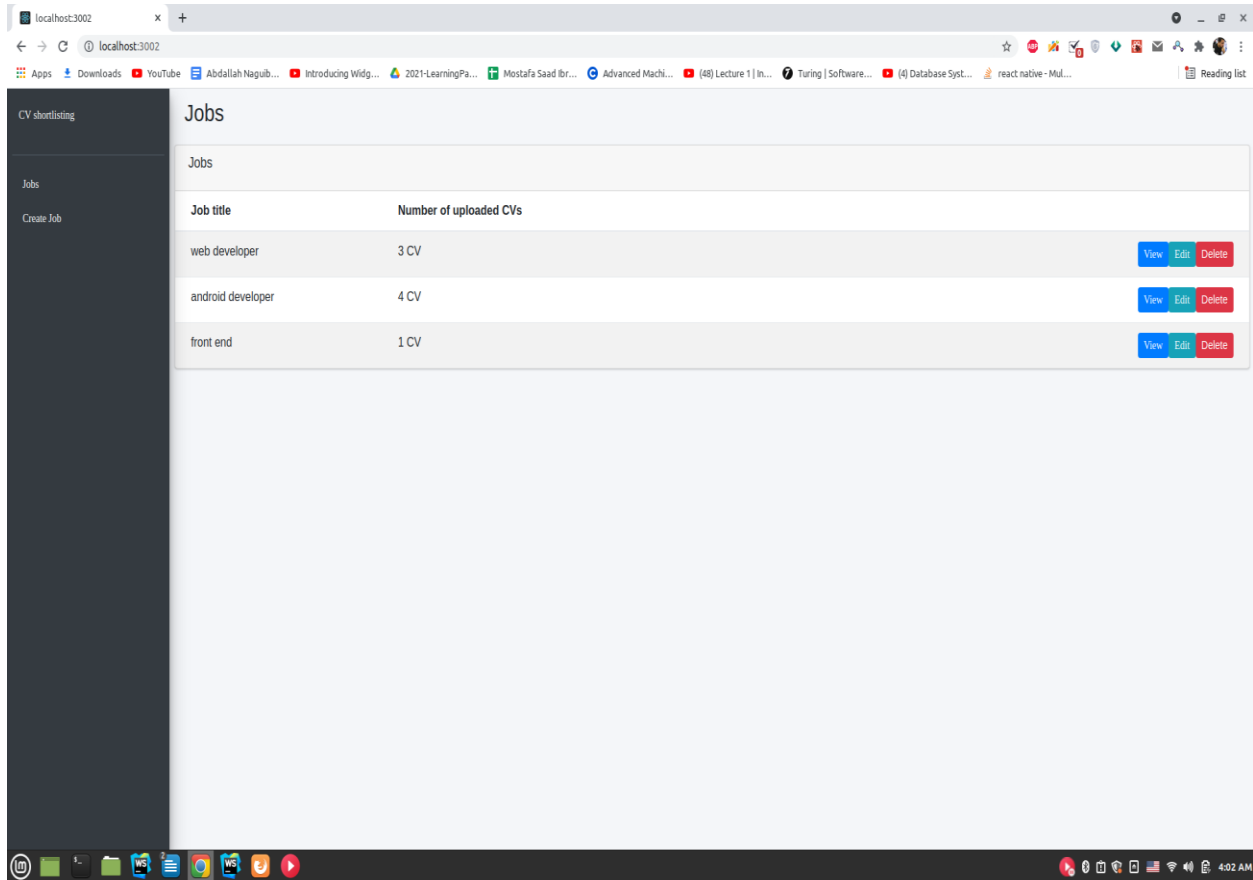 localhost:3002
localhost:3002
Apps Downloads YouTube Abdallah Naguib... Introducing Widg... 2021-LearningPa... Mostafa Saad Ibr... Advanced Machi... (48) Lecture 1 | In... Turing | Software... (4) Database Syst... react native - Mul... Reading list
CV shortlisting
Jobs
Create Job
Jobs
Jobs
Job title Number of uploaded CVs
web developer 3 CV View Edit Delete
android developer 4 CV View Edit Delete
front end 1 CV View Edit Delete
4:02 AM